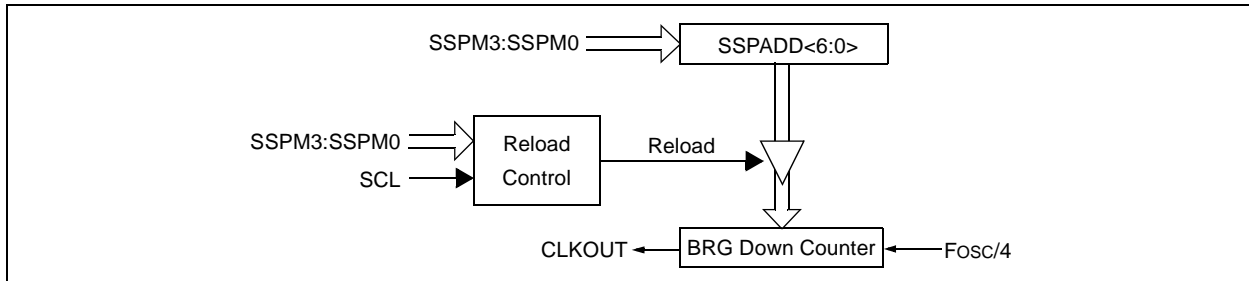 SSPM3:SSPM0
SSPADD<6:0>
SSPM3:SSPM0
SCL
Reload
Control
Reload
CLKOUT
BRG Down Counter
FOSC/4